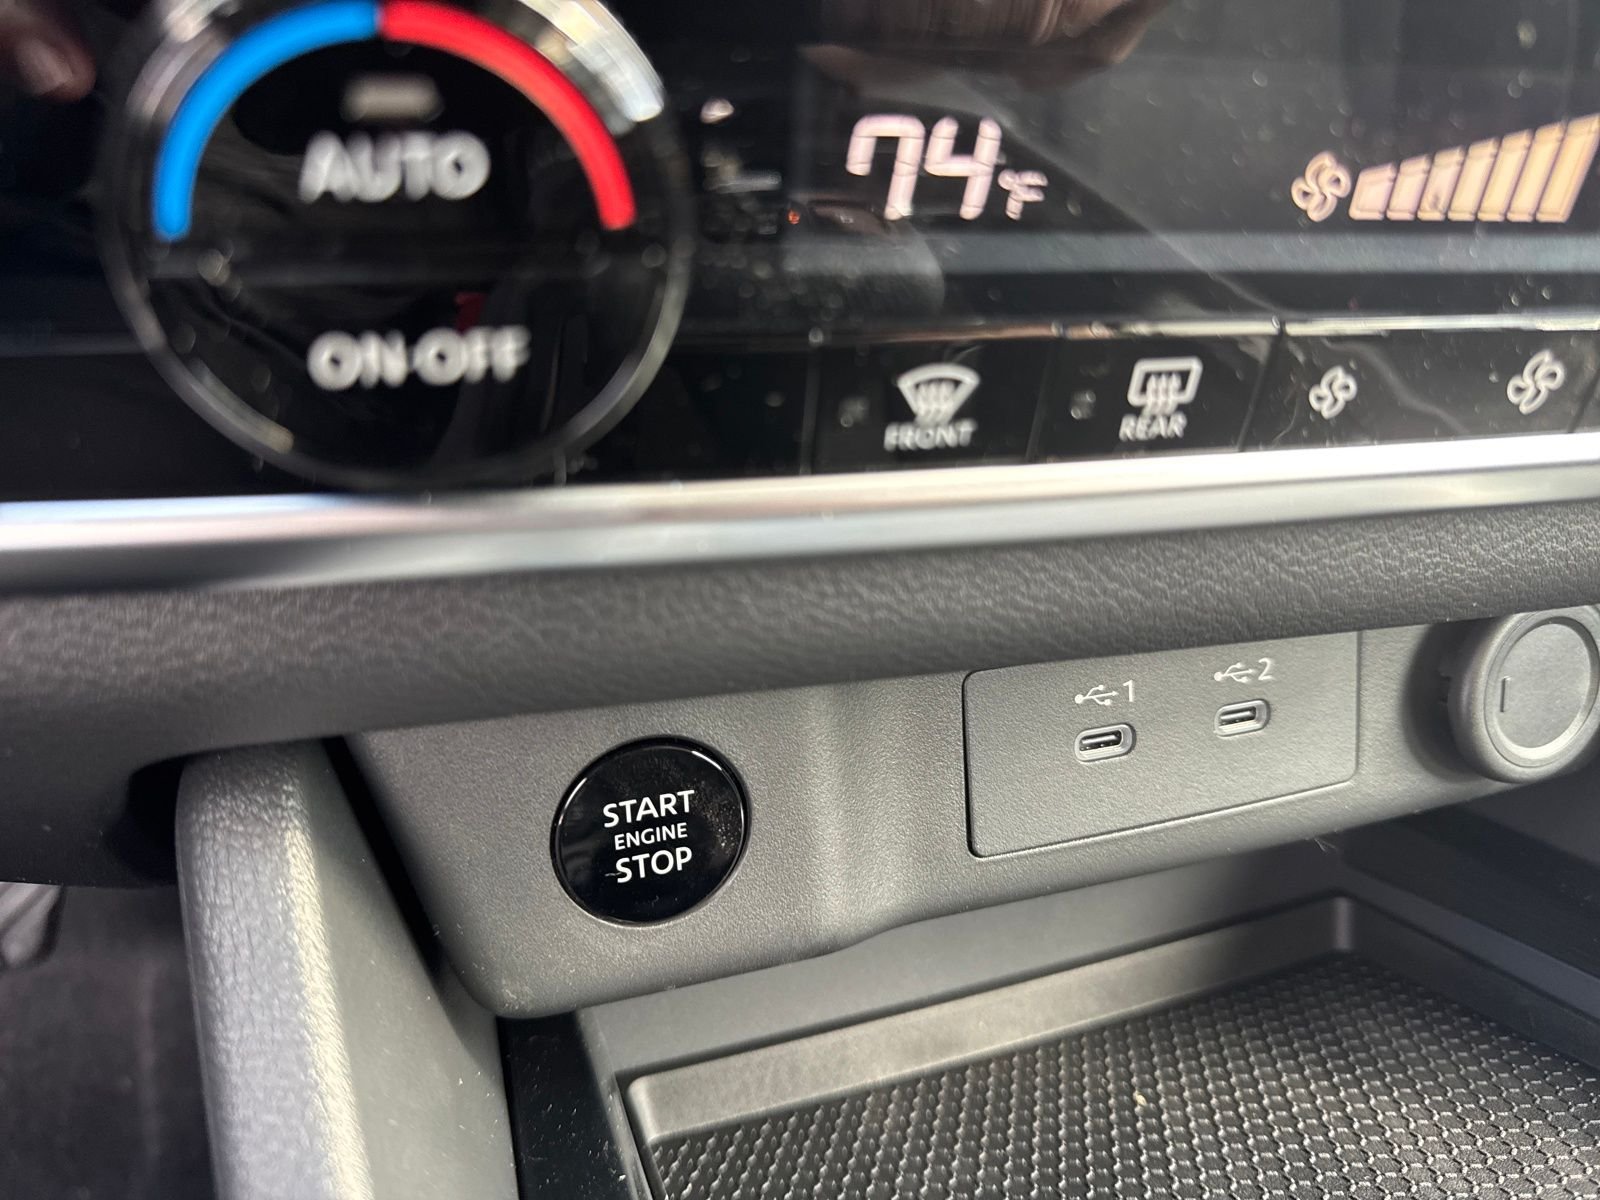 AUTO
ON·OFF
74°F
FRONT
REAR
1
2
START
ENGINE
STOP